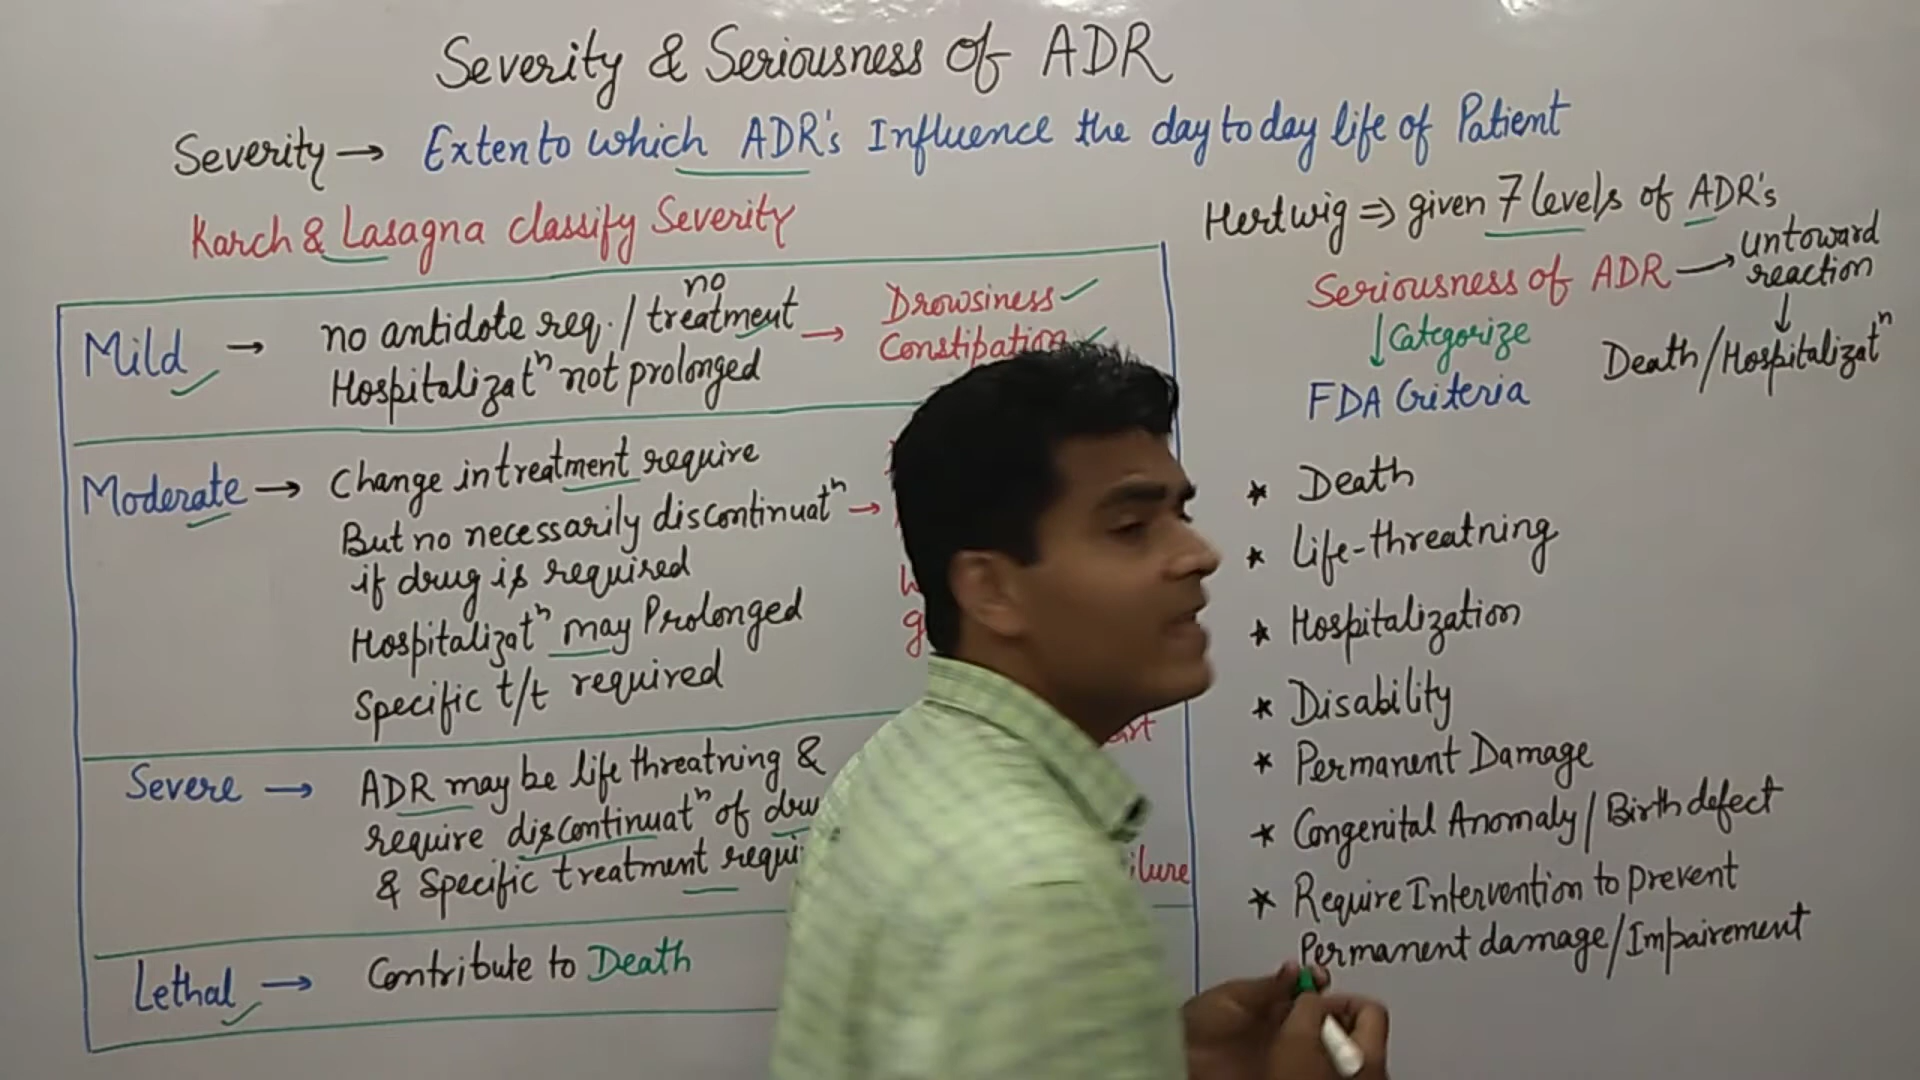 Severity & Seriousness of ADR
Severity → Exten to which ADR's Influence the day to day life of Patient
Karch & Lasagna classify Severity
Mild → no antidote req. / no treatment → Drowsiness
Hospitalizatⁿ not prolonged Constipation
Moderate → Change in treatment require
But no necessarily discontinuatⁿ →
if drug is required
Hospitalizatⁿ may Prolonged
Specific t/t required
Severe → ADR may be life threatning &
require discontinuatⁿ of
& Specific treatment
Lethal → Contribute to Death
Hertwig ⇒ given 7 levels of ADR's
Seriousness of ADR → untoward
reaction
↓
Death/Hospitalizatⁿ
↓ Categorize
FDA Criteria
* Death
* Life-threatning
* Hospitalization
* Disability
* Permanent Damage
* Congenital Anomaly / Birth defect
* Require Intervention to prevent
Permanent damage/Impairement